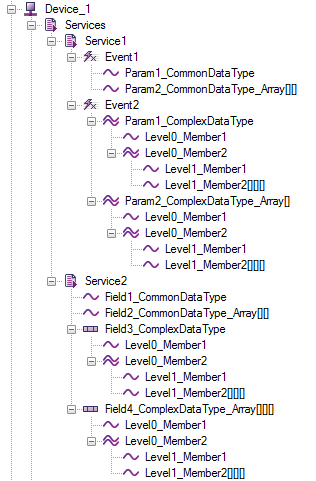 Device_1
Services
Service1
Event1
Param1_CommonDataType
Param2_CommonDataType_Array[][]
Event2
Param1_ComplexDataType
Level0_Member1
Level0_Member2
Level1_Member1
Level1_Member2[][][]
Param2_ComplexDataType_Array[]
Level0_Member1
Level0_Member2
Level1_Member1
Level1_Member2[][][]
Service2
Field1_CommonDataType
Field2_CommonDataType_Array[][]
Field3_ComplexDataType
Level0_Member1
Level0_Member2
Level1_Member1
Level1_Member2[][][]
Field4_ComplexDataType_Array[][][]
Level0_Member1
Level0_Member2
Level1_Member1
Level1_Member2[][][]